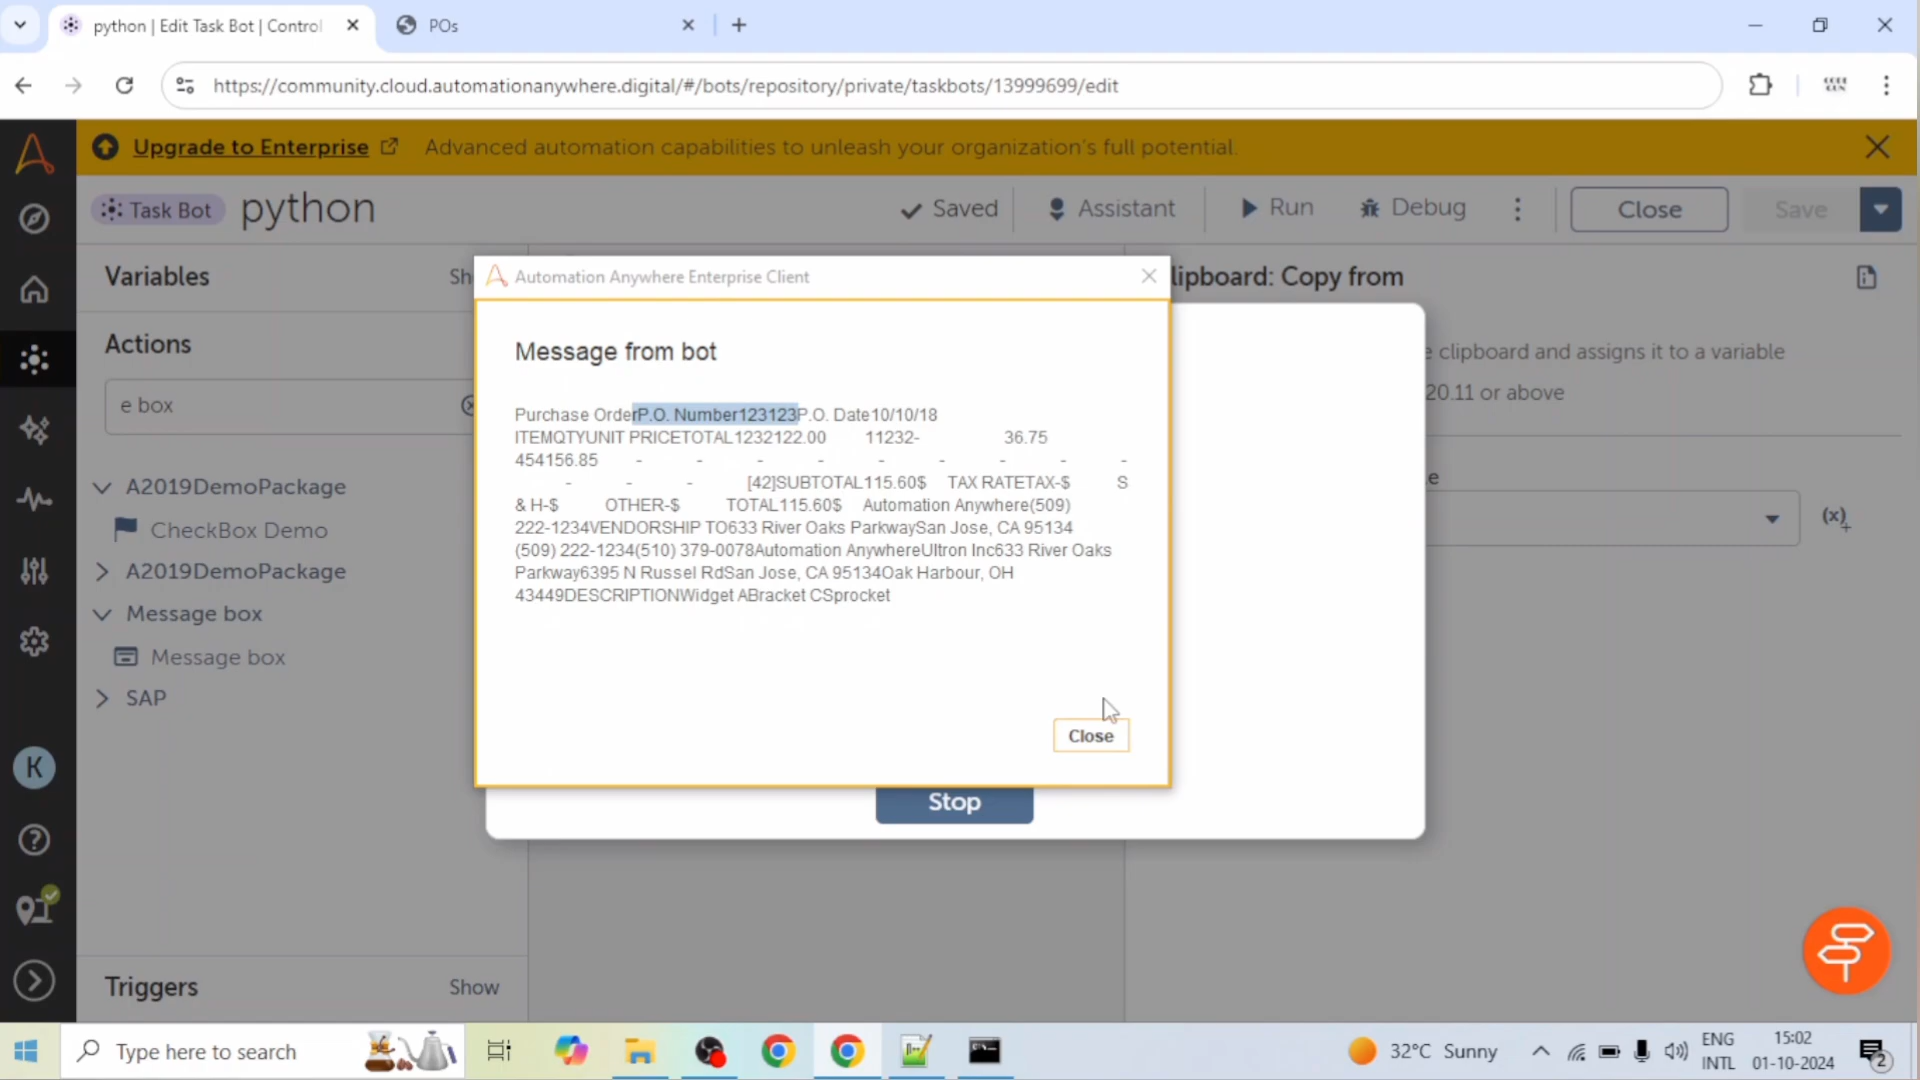 python | Edit Task Bot | Control
POs
https://community.cloud.automationanywhere.digital/#/bots/repository/private/taskbots/13999699/edit
Upgrade to Enterprise Advanced automation capabilities to unleash your organization's full potential.
Task Bot python
Saved
Assistant
Run
Debug
Close
Save
Variables
Sh
Automation Anywhere Enterprise Client
lipboard: Copy from
Actions
e box
Message from bot
e clipboard and assigns it to a variable
20.11 or above
Purchase OrderP.O. Number123123P.O. Date10/10/18
ITEMQTYUNIT PRICETOTAL1232122.00 11232- 36.75
454156.85 - - - - - - - - -
- - - [42]SUBTOTAL115.60$ TAX RATETAX-$ S
& H-$ OTHER-$ TOTAL115.60$ Automation Anywhere(509)
222-1234VENDORSHIP TO633 River Oaks ParkwaySan Jose, CA 95134
(509) 222-1234(510) 379-0078Automation AnywhereUltron Inc633 River Oaks
Parkway6395 N Russel RdSan Jose, CA 95134Oak Harbour, OH
43449DESCRIPTIONWidget ABracket CSprocket
e
(x)+
A2019DemoPackage
CheckBox Demo
A2019DemoPackage
Message box
Message box
SAP
Close
Stop
K
Triggers
Show
Type here to search
32°C Sunny
ENG
INTL
15:02
01-10-2024
2